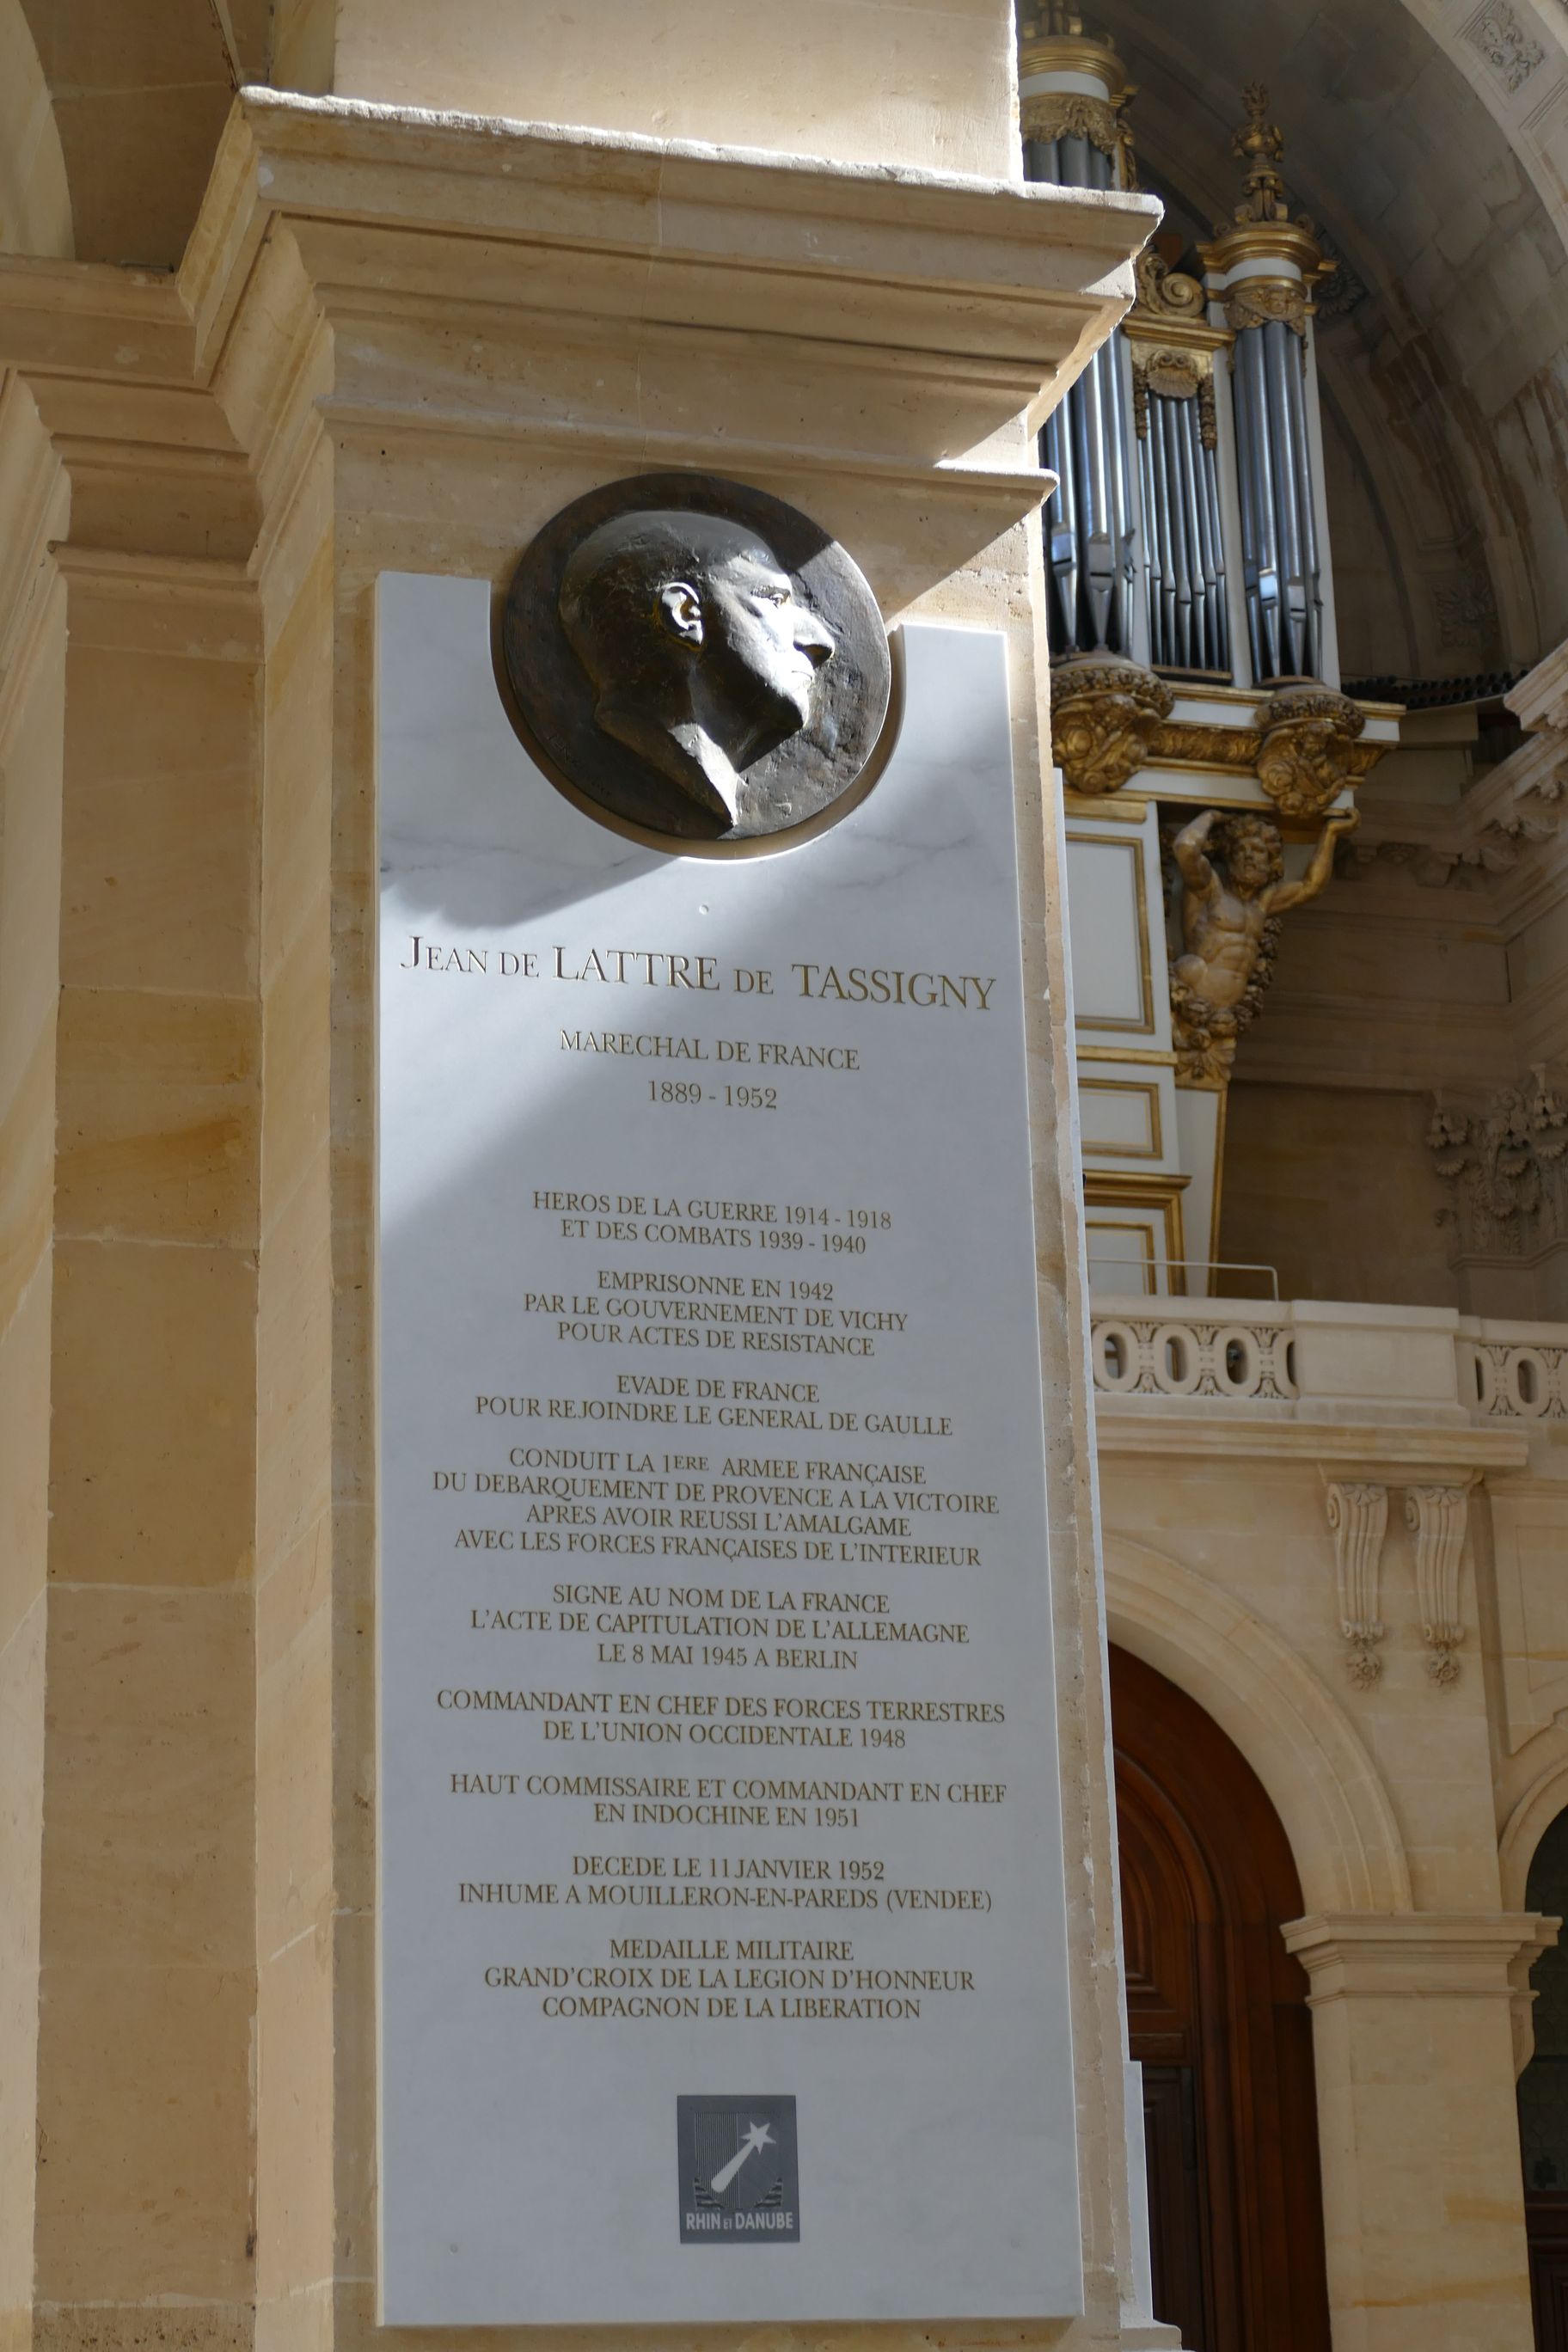 JEAN DE LATTRE DE TASSIGNY
MARECHAL DE FRANCE
1889 - 1952
HEROS DE LA GUERRE 1914 - 1918
ET DES COMBATS 1939 - 1940
EMPRISONNE EN 1942
PAR LE GOUVERNEMENT DE VICHY
POUR ACTES DE RESISTANCE
EVADE DE FRANCE
POUR REJOINDRE LE GENERAL DE GAULLE
CONDUIT LA 1ERE ARMEE FRANÇAISE
DU DEBARQUEMENT DE PROVENCE A LA VICTOIRE
APRES AVOIR REUSSI L'AMALGAME
AVEC LES FORCES FRANÇAISES DE L'INTERIEUR
SIGNE AU NOM DE LA FRANCE
L'ACTE DE CAPITULATION DE L'ALLEMAGNE
LE 8 MAI 1945 A BERLIN
COMMANDANT EN CHEF DES FORCES TERRESTRES
DE L'UNION OCCIDENTALE 1948
HAUT COMMISSAIRE ET COMMANDANT EN CHEF
EN INDOCHINE EN 1951
DECEDE LE 11 JANVIER 1952
INHUME A MOUILLERON-EN-PAREDS (VENDEE)
MEDAILLE MILITAIRE
GRAND'CROIX DE LA LEGION D'HONNEUR
COMPAGNON DE LA LIBERATION
RHIN ET DANUBE